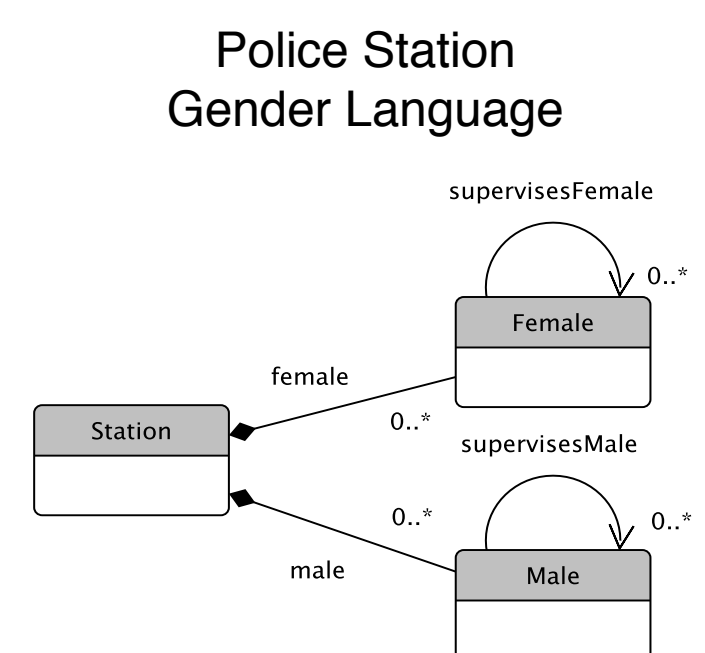 Police Station
Gender Language
supervisesFemale
0..*
Female
female
0..*
Station
supervisesMale
0..*
0..*
male
Male